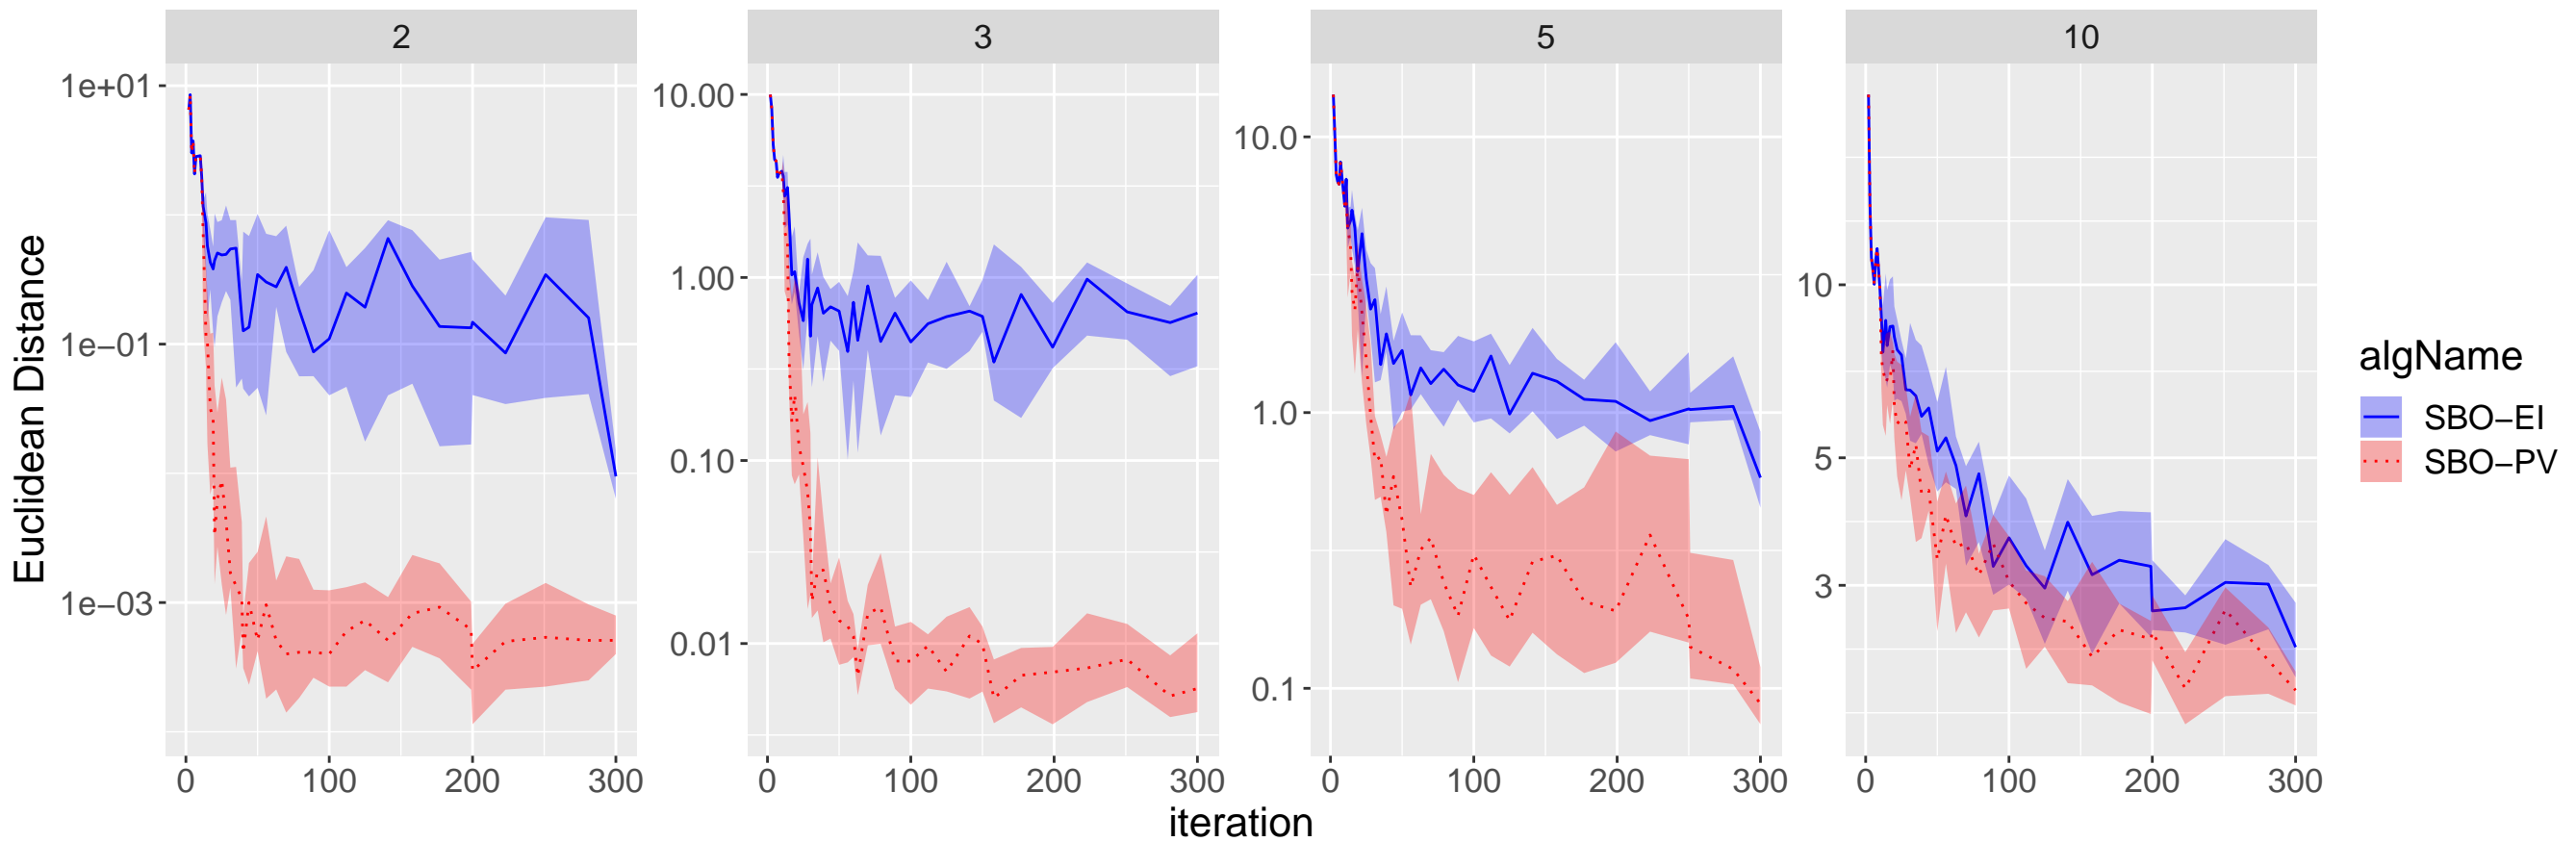 2 3 5 10
Euclidean Distance
1e+01
1e−01
1e−03
10.00
1.00
0.10
0.01
10.0
1.0
0.1
10
5
3
0 100 200 300 0 100 200 300 0 100 200 300 0 100 200 300
iteration
algName
SBO−EI
SBO−PV